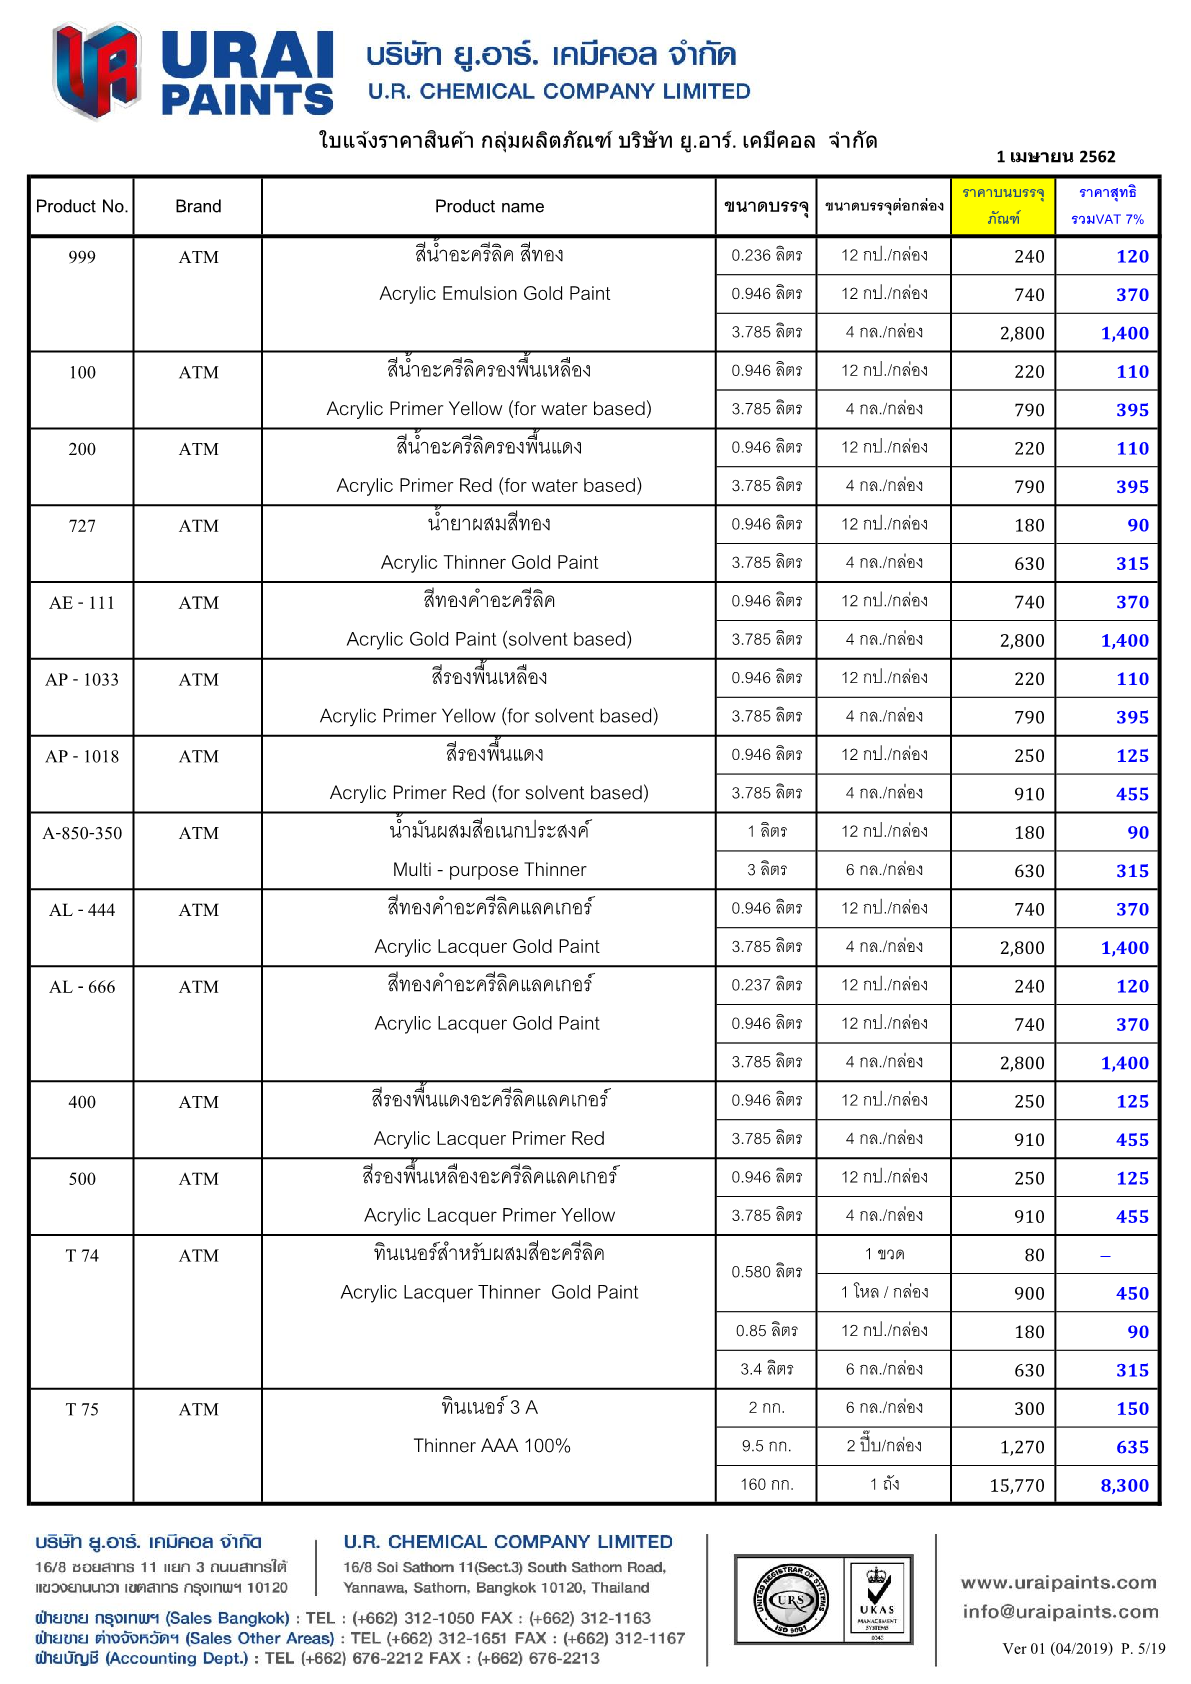 URAI
PAINTS
บริษัท ยู.อาร์. เคมีคอล จำกัด
U.R. CHEMICAL COMPANY LIMITED
ใบแจ้งราคาสินค้า กลุ่มผลิตภัณฑ์ บริษัท ยู.อาร์. เคมีคอล จำกัด
1 เมษายน 2562
Product No. Brand Product name ขนาดบรรจุ ขนาดบรรจุต่อกล่อง ราคาบนบรรจุภัณฑ์ ราคาสุทธิ รวมVAT 7%
999 ATM สีน้ำอะครีลิค สีทอง 0.236 ลิตร 12 กป./กล่อง 240 120
Acrylic Emulsion Gold Paint 0.946 ลิตร 12 กป./กล่อง 740 370
3.785 ลิตร 4 กล./กล่อง 2,800 1,400
100 ATM สีน้ำอะครีลิครองพื้นเหลือง 0.946 ลิตร 12 กป./กล่อง 220 110
Acrylic Primer Yellow (for water based) 3.785 ลิตร 4 กล./กล่อง 790 395
200 ATM สีน้ำอะครีลิครองพื้นแดง 0.946 ลิตร 12 กป./กล่อง 220 110
Acrylic Primer Red (for water based) 3.785 ลิตร 4 กล./กล่อง 790 395
727 ATM น้ำยาผสมสีทอง 0.946 ลิตร 12 กป./กล่อง 180 90
Acrylic Thinner Gold Paint 3.785 ลิตร 4 กล./กล่อง 630 315
AE - 111 ATM สีทองคำอะครีลิค 0.946 ลิตร 12 กป./กล่อง 740 370
Acrylic Gold Paint (solvent based) 3.785 ลิตร 4 กล./กล่อง 2,800 1,400
AP - 1033 ATM สีรองพื้นเหลือง 0.946 ลิตร 12 กป./กล่อง 220 110
Acrylic Primer Yellow (for solvent based) 3.785 ลิตร 4 กล./กล่อง 790 395
AP - 1018 ATM สีรองพื้นแดง 0.946 ลิตร 12 กป./กล่อง 250 125
Acrylic Primer Red (for solvent based) 3.785 ลิตร 4 กล./กล่อง 910 455
A-850-350 ATM น้ำมันผสมสีอเนกประสงค์ 1 ลิตร 12 กป./กล่อง 180 90
Multi - purpose Thinner 3 ลิตร 6 กล./กล่อง 630 315
AL - 444 ATM สีทองคำอะครีลิคแลคเกอร์ 0.946 ลิตร 12 กป./กล่อง 740 370
Acrylic Lacquer Gold Paint 3.785 ลิตร 4 กล./กล่อง 2,800 1,400
AL - 666 ATM สีทองคำอะครีลิคแลคเกอร์ 0.237 ลิตร 12 กป./กล่อง 240 120
Acrylic Lacquer Gold Paint 0.946 ลิตร 12 กป./กล่อง 740 370
3.785 ลิตร 4 กล./กล่อง 2,800 1,400
400 ATM สีรองพื้นแดงอะครีลิคแลคเกอร์ 0.946 ลิตร 12 กป./กล่อง 250 125
Acrylic Lacquer Primer Red 3.785 ลิตร 4 กล./กล่อง 910 455
500 ATM สีรองพื้นเหลืองอะครีลิคแลคเกอร์ 0.946 ลิตร 12 กป./กล่อง 250 125
Acrylic Lacquer Primer Yellow 3.785 ลิตร 4 กล./กล่อง 910 455
T 74 ATM ทินเนอร์สำหรับผสมสีอะครีลิค 0.580 ลิตร 1 ขวด 80 –
Acrylic Lacquer Thinner Gold Paint 1 โหล / กล่อง 900 450
0.85 ลิตร 12 กป./กล่อง 180 90
3.4 ลิตร 6 กล./กล่อง 630 315
T 75 ATM ทินเนอร์ 3 A 2 กก. 6 กล./กล่อง 300 150
Thinner AAA 100% 9.5 กก. 2 ปี๊บ/กล่อง 1,270 635
160 กก. 1 ถัง 15,770 8,300
บริษัท ยู.อาร์. เคมีคอล จำกัด
16/8 ซอยสาทร 11 แยก 3 ถนนสาทรใต้
แขวงยานนาวา เขตสาทร กรุงเทพฯ 10120
U.R. CHEMICAL COMPANY LIMITED
16/8 Soi Sathorn 11(Sect.3) South Sathorn Road,
Yannawa, Sathorn, Bangkok 10120, Thailand
ฝ่ายขาย กรุงเทพฯ (Sales Bangkok) : TEL : (+662) 312-1050 FAX : (+662) 312-1163
ฝ่ายขาย ต่างจังหวัดฯ (Sales Other Areas) : TEL (+662) 312-1651 FAX : (+662) 312-1167
ฝ่ายบัญชี (Accounting Dept.) : TEL (+662) 676-2212 FAX : (+662) 676-2213
UNITED REGISTRAR OF SYSTEMS
URS
ISO 9001
UKAS
MANAGEMENT
SYSTEMS
www.uraipaints.com
info@uraipaints.com
Ver 01 (04/2019) P. 5/19